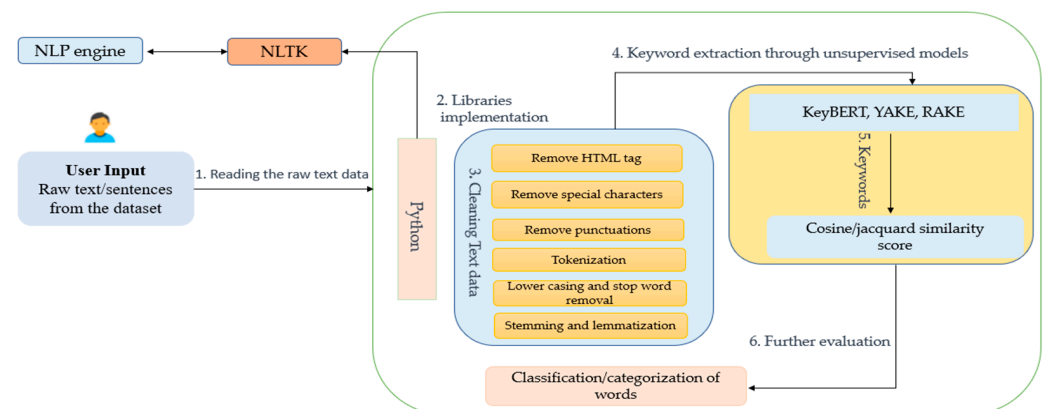 NLP engine
NLTK
4. Keyword extraction through unsupervised models
2. Libraries
implementation
KeyBERT, YAKE, RAKE
User Input
Raw text/sentences
from the dataset
1. Reading the raw text data
Python
3. Cleaning Text data
Remove HTML tag
Remove special characters
Remove punctuations
Tokenization
Lower casing and stop word
removal
Stemming and lemmatization
5. Keywords
Cosine/jacquard similarity
score
6. Further evaluation
Classification/categorization of
words